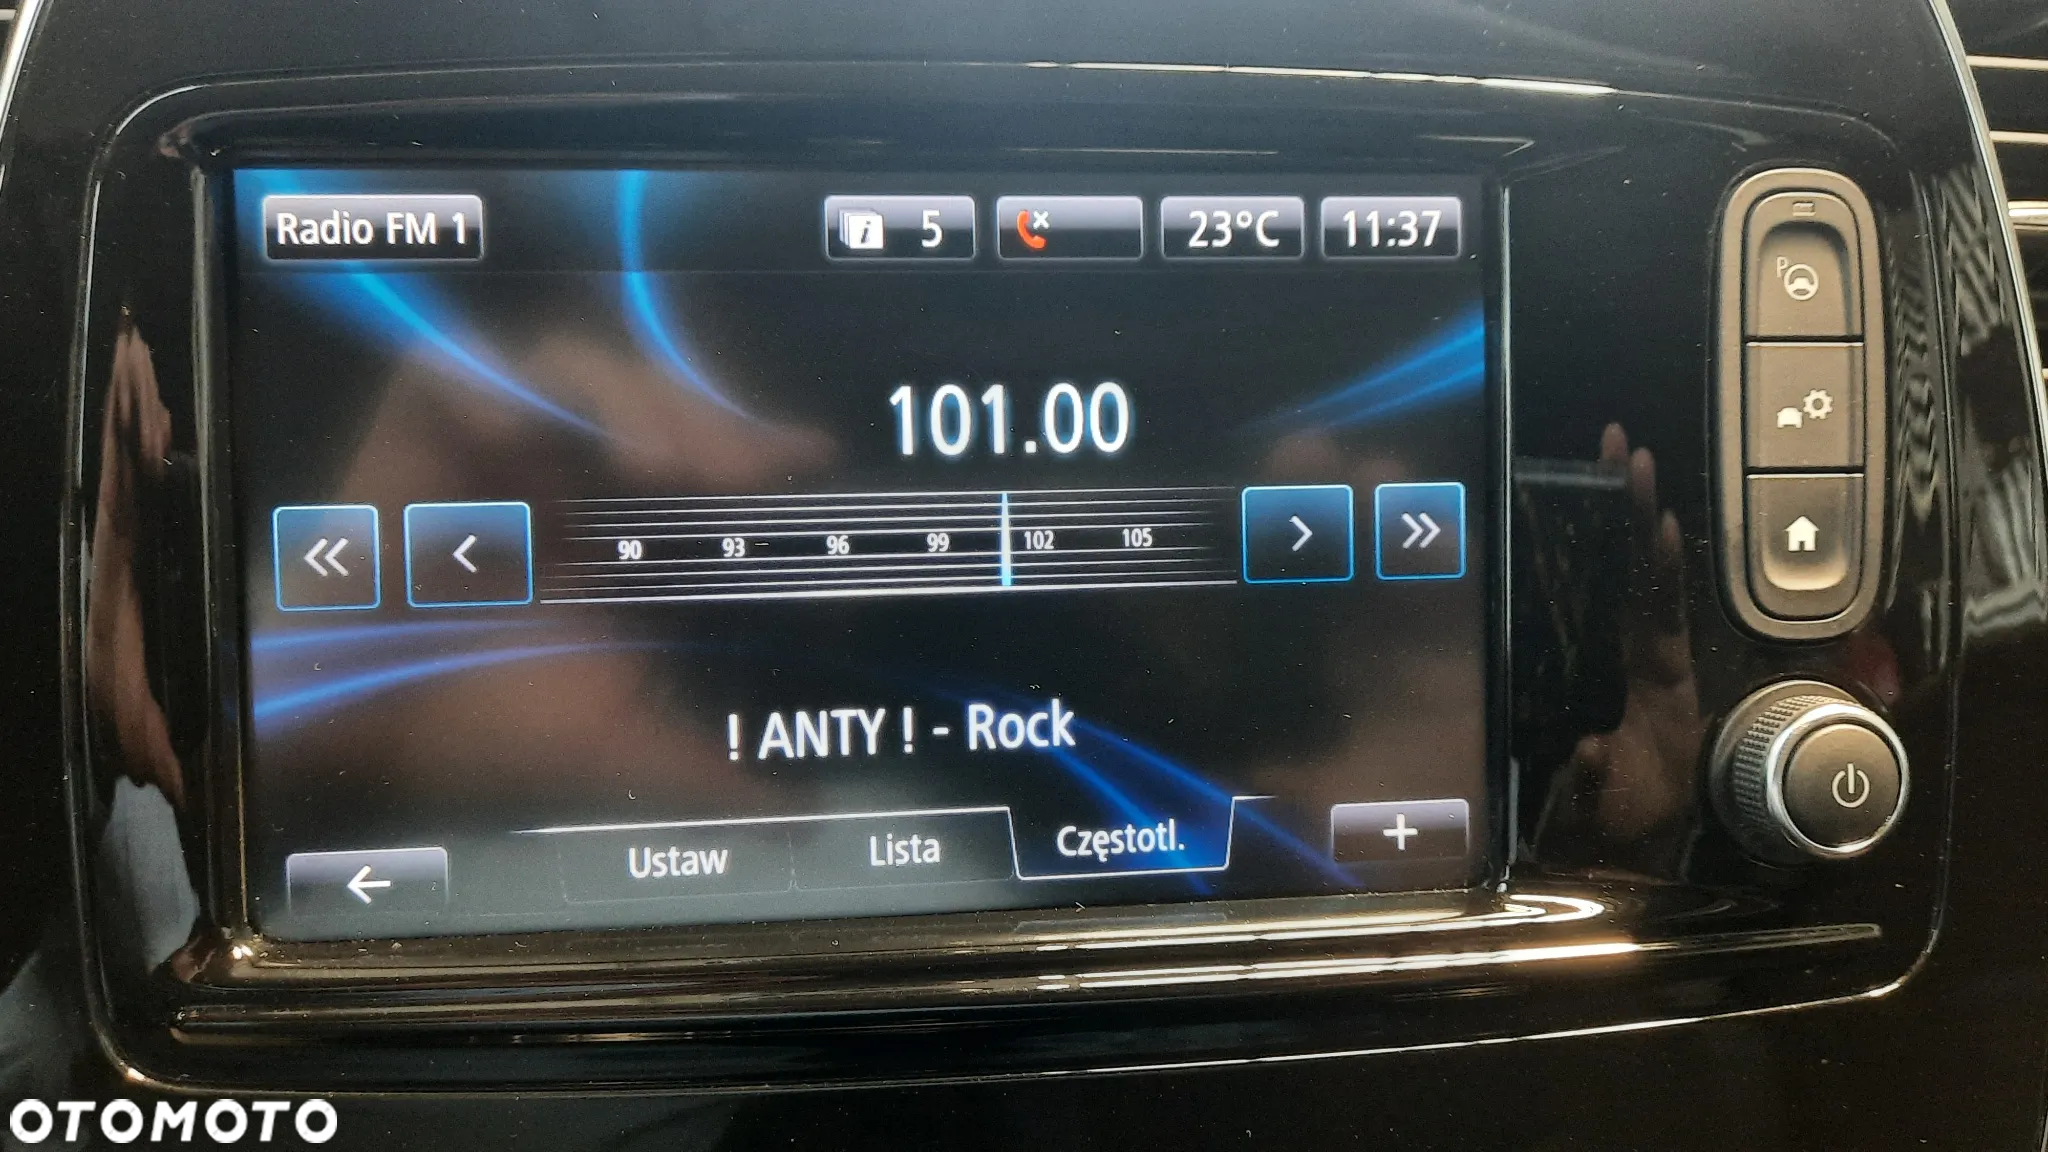 Radio FM 1
5
23°C
11:37
P
101.00
90 93 96 99 102 105
! ANTY ! - Rock
Ustaw
Lista
Częstotl.
+
OTOMOTO